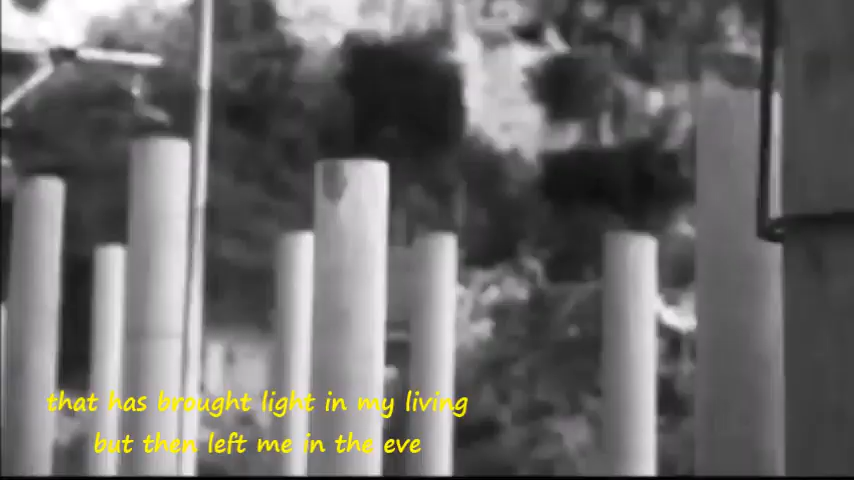 that has brought light in my living
but then left me in the eve